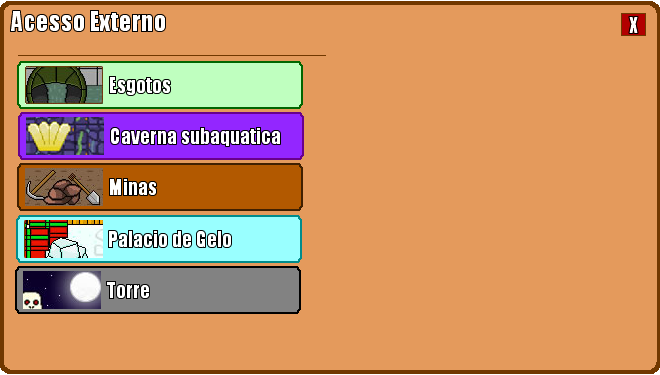 Acesso Externo
X
Esgotos
Caverna subaquatica
Minas
Palacio de Gelo
Torre